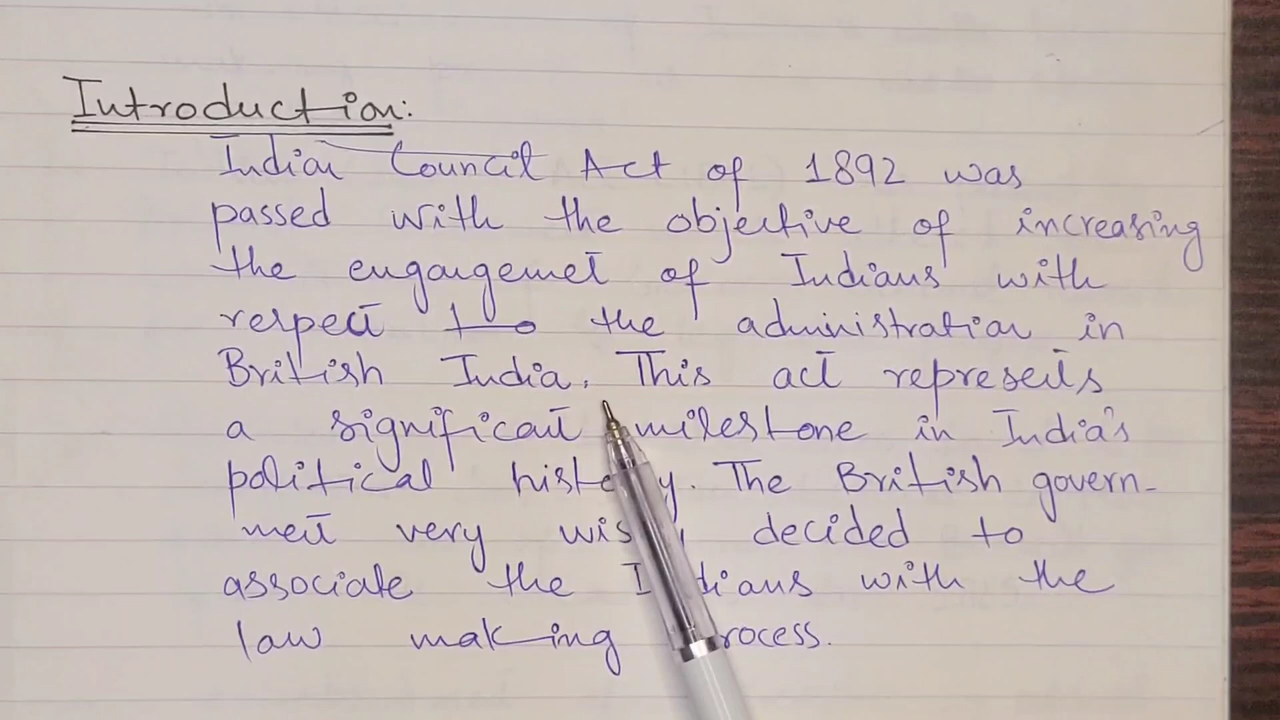 Introduction:
Indian Council Act of 1892 was
passed with the objective of increasing
the engaugemet of Indians with
respect to the administration in
British India. This act represets
a significant milestone in India's
political history. The British govern-
ment very decided to
associate the Indians with the
law making process.